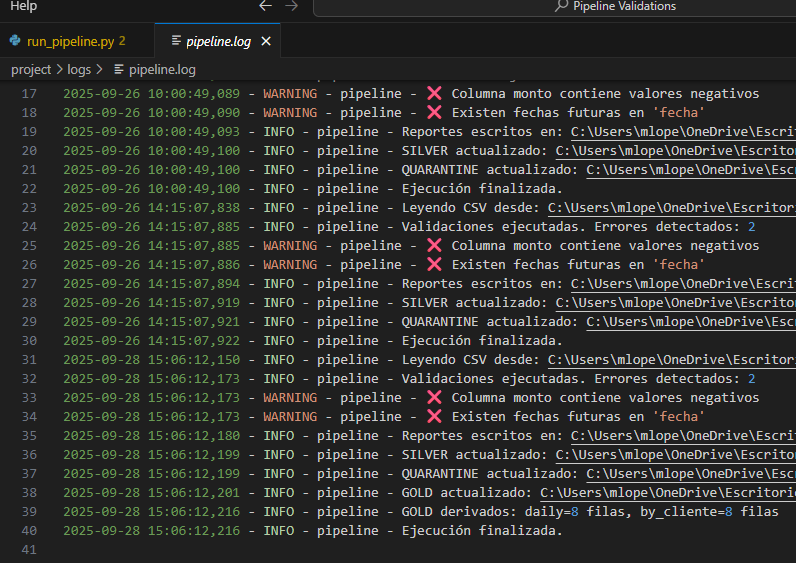 Help
Pipeline Validations
run_pipeline.py 2
pipeline.log
project > logs > pipeline.log
17 2025-09-26 10:00:49,089 - WARNING - pipeline - ❌ Columna monto contiene valores negativos
18 2025-09-26 10:00:49,090 - WARNING - pipeline - ❌ Existen fechas futuras en 'fecha'
19 2025-09-26 10:00:49,093 - INFO - pipeline - Reportes escritos en: C:\Users\mlope\OneDrive\Escrit
20 2025-09-26 10:00:49,100 - INFO - pipeline - SILVER actualizado: C:\Users\mlope\OneDrive\Escritor
21 2025-09-26 10:00:49,100 - INFO - pipeline - QUARANTINE actualizado: C:\Users\mlope\OneDrive\Escri
22 2025-09-26 10:00:49,100 - INFO - pipeline - Ejecución finalizada.
23 2025-09-26 14:15:07,838 - INFO - pipeline - Leyendo CSV desde: C:\Users\mlope\OneDrive\Escritor
24 2025-09-26 14:15:07,885 - INFO - pipeline - Validaciones ejecutadas. Errores detectados: 2
25 2025-09-26 14:15:07,885 - WARNING - pipeline - ❌ Columna monto contiene valores negativos
26 2025-09-26 14:15:07,886 - WARNING - pipeline - ❌ Existen fechas futuras en 'fecha'
27 2025-09-26 14:15:07,894 - INFO - pipeline - Reportes escritos en: C:\Users\mlope\OneDrive\Escrit
28 2025-09-26 14:15:07,919 - INFO - pipeline - SILVER actualizado: C:\Users\mlope\OneDrive\Escritor
29 2025-09-26 14:15:07,921 - INFO - pipeline - QUARANTINE actualizado: C:\Users\mlope\OneDrive\Escri
30 2025-09-26 14:15:07,922 - INFO - pipeline - Ejecución finalizada.
31 2025-09-28 15:06:12,150 - INFO - pipeline - Leyendo CSV desde: C:\Users\mlope\OneDrive\Escritor
32 2025-09-28 15:06:12,173 - INFO - pipeline - Validaciones ejecutadas. Errores detectados: 2
33 2025-09-28 15:06:12,173 - WARNING - pipeline - ❌ Columna monto contiene valores negativos
34 2025-09-28 15:06:12,173 - WARNING - pipeline - ❌ Existen fechas futuras en 'fecha'
35 2025-09-28 15:06:12,180 - INFO - pipeline - Reportes escritos en: C:\Users\mlope\OneDrive\Escrit
36 2025-09-28 15:06:12,199 - INFO - pipeline - SILVER actualizado: C:\Users\mlope\OneDrive\Escritor
37 2025-09-28 15:06:12,199 - INFO - pipeline - QUARANTINE actualizado: C:\Users\mlope\OneDrive\Escri
38 2025-09-28 15:06:12,201 - INFO - pipeline - GOLD actualizado: C:\Users\mlope\OneDrive\Escritori
39 2025-09-28 15:06:12,216 - INFO - pipeline - GOLD derivados: daily=8 filas, by_cliente=8 filas
40 2025-09-28 15:06:12,216 - INFO - pipeline - Ejecución finalizada.
41